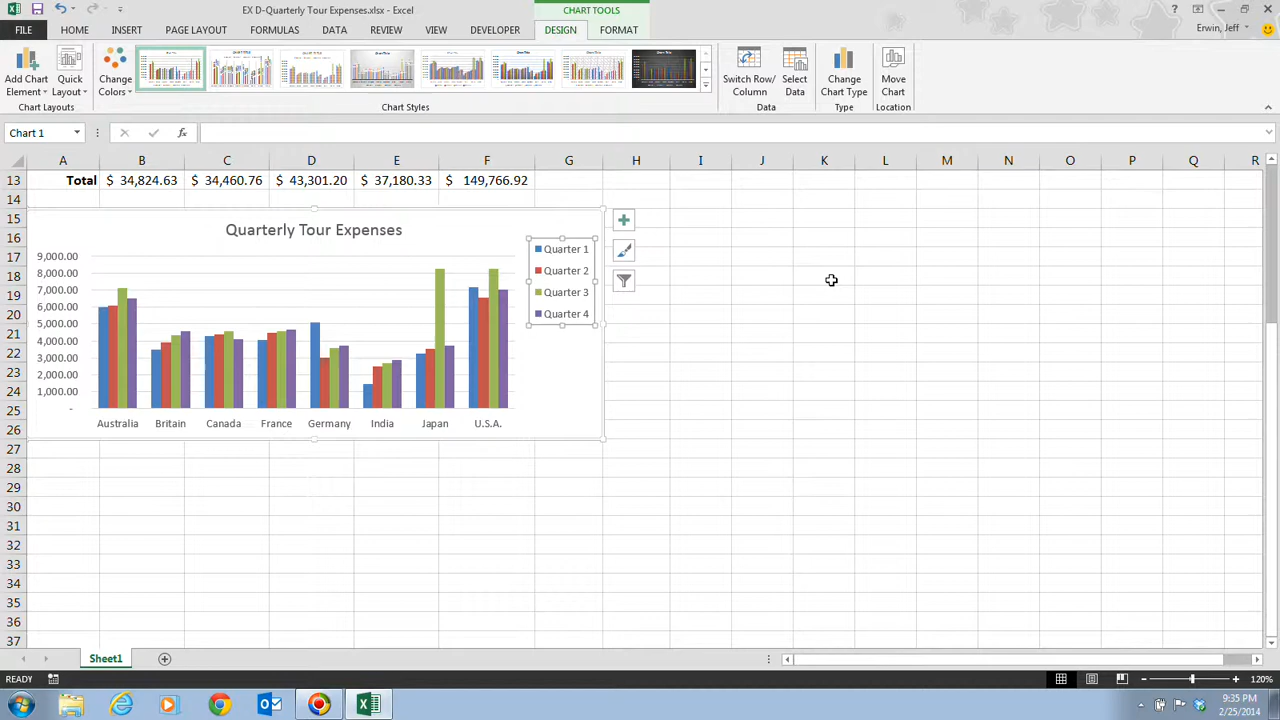 EX D-Quarterly Tour Expenses.xlsx - Excel
CHART TOOLS
?
FILE HOME INSERT PAGE LAYOUT FORMULAS DATA REVIEW VIEW DEVELOPER DESIGN FORMAT
Erwin, Jeff
Add Chart Element
Quick Layout
Change Colors
Switch Row/ Column
Select Data
Change Chart Type
Move Chart
Chart Layouts Chart Styles Data Type Location
Chart 1
fx
A B C D E F G H I J K L M N O P Q R
13 Total $ 34,824.63 $ 34,460.76 $ 43,301.20 $ 37,180.33 $ 149,766.92
14
15
16
17
18
19
20
21
22
23
24
25
26
27
28
29
30
31
32
33
34
35
36
37
Quarterly Tour Expenses
9,000.00
8,000.00
7,000.00
6,000.00
5,000.00
4,000.00
3,000.00
2,000.00
1,000.00
-
Australia Britain Canada France Germany India Japan U.S.A.
Quarter 1
Quarter 2
Quarter 3
Quarter 4
Sheet1
READY
120%
9:35 PM
2/25/2014